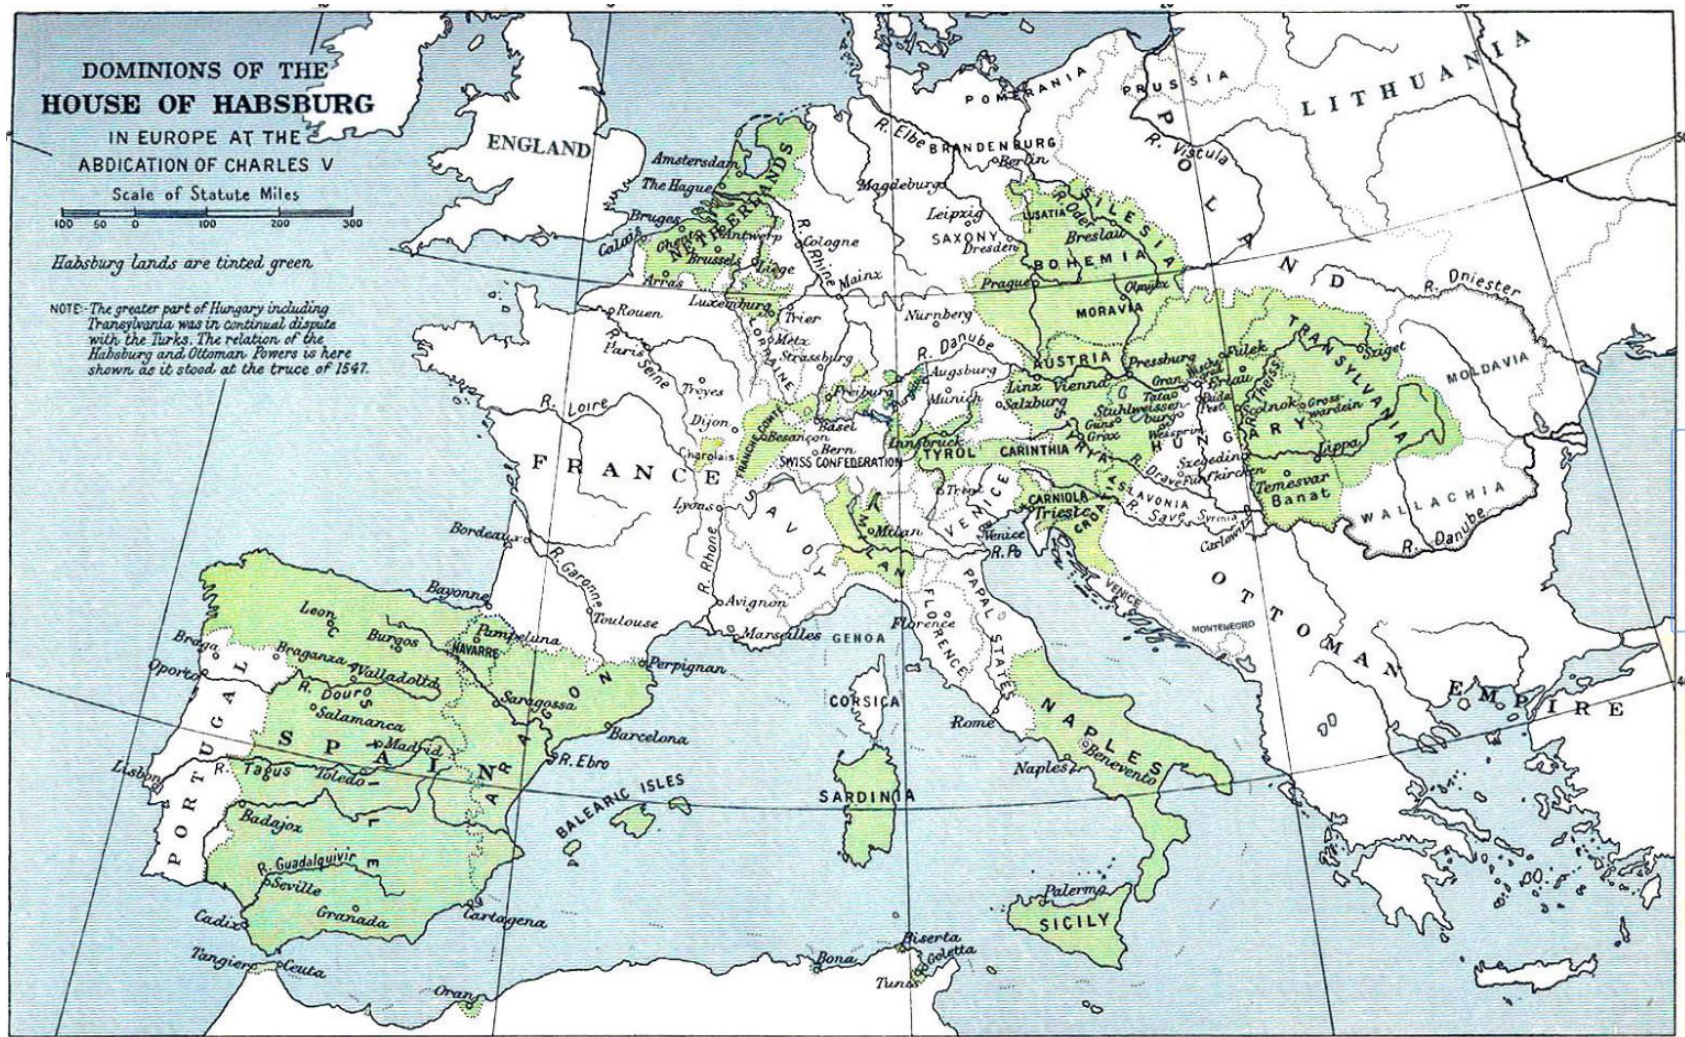 DOMINIONS OF THE
HOUSE OF HABSBURG
IN EUROPE AT THE
ABDICATION OF CHARLES V
Scale of Statute Miles
100 50 0 100 200 300
Habsburg lands are tinted green
NOTE:- The greater part of Hungary including
Transylvania was in continual dispute
with the Turks. The relation of the
Habsburg and Ottoman Powers is here
shown as it stood at the truce of 1547.
ENGLAND
POMERANIA
PRUSSIA
LITHUANIA
POLAND
R. Elbe
BRANDENBURG
Berlin
R. Vistula
Amsterdam
The Hague
NETHERLANDS
Magdeburg
Bruges
Calais
Ghent
Antwerp
Brussels
Liège
Arras
Cologne
R. Rhine
Mainz
Leipzig
SAXONY
Dresden
LUSATIA
R. Oder
SILESIA
Breslau
BOHEMIA
Prague
Olmütz
MORAVIA
R. Dniester
Luxemburg
Trier
Nurnberg
Rouen
Paris
R. Seine
Metz
LORRAINE
Strassburg
R. Danube
Augsburg
Munich
AUSTRIA
Linz
Vienna
Salzburg
Pressburg
Gran
Tata
Stuhlweissenburg
Guns
Graz
Weisprim
Pulek
Erlau
Buda
Pest
R. Theiss
Szolnok
Grosswardein
Sziget
TRANSYLVANIA
MOLDAVIA
HUNGARY
Lippa
Szegedin
Funfkirchen
Temesvar
Banat
Troyes
Dijon
R. Loire
Freiburg
Basel
Besançon
FRANCHE COMTE
Bern
Charolais
SWISS CONFEDERATION
Innsbruck
TYROL
CARINTHIA
STYRIA
R. Drave
CARNIOLA
Trieste
CROATIA
SLAVONIA
R. Save
Syrmia
Carlowitz
WALLACHIA
R. Danube
FRANCE
Lyons
SAVOY
MILAN
Milan
Trent
VENICE
Venice
R. Po
Bordeaux
R. Garonne
R. Rhone
Avignon
Toulouse
Marseilles
GENOA
Florence
FLORENCE
PAPAL STATES
VENICE
MONTENEGRO
OTTOMAN EMPIRE
Bayonne
Pampeluna
NAVARRE
Perpignan
Leon
Burgos
Braga
Braganza
Valladolid
Oporto
R. Douro
Salamanca
Saragossa
ARAGON
Barcelona
SPAIN
Madrid
R. Ebro
Lisbon
R. Tagus
Toledo
PORTUGAL
CASTILE
Badajoz
R. Guadalquivir
Seville
Granada
Cadiz
Cartagena
Tangier
Ceuta
Oran
BALEARIC ISLES
CORSICA
SARDINIA
Rome
NAPLES
Benevento
Naples
Palermo
SICILY
Bona
Biserta
Goletta
Tunis